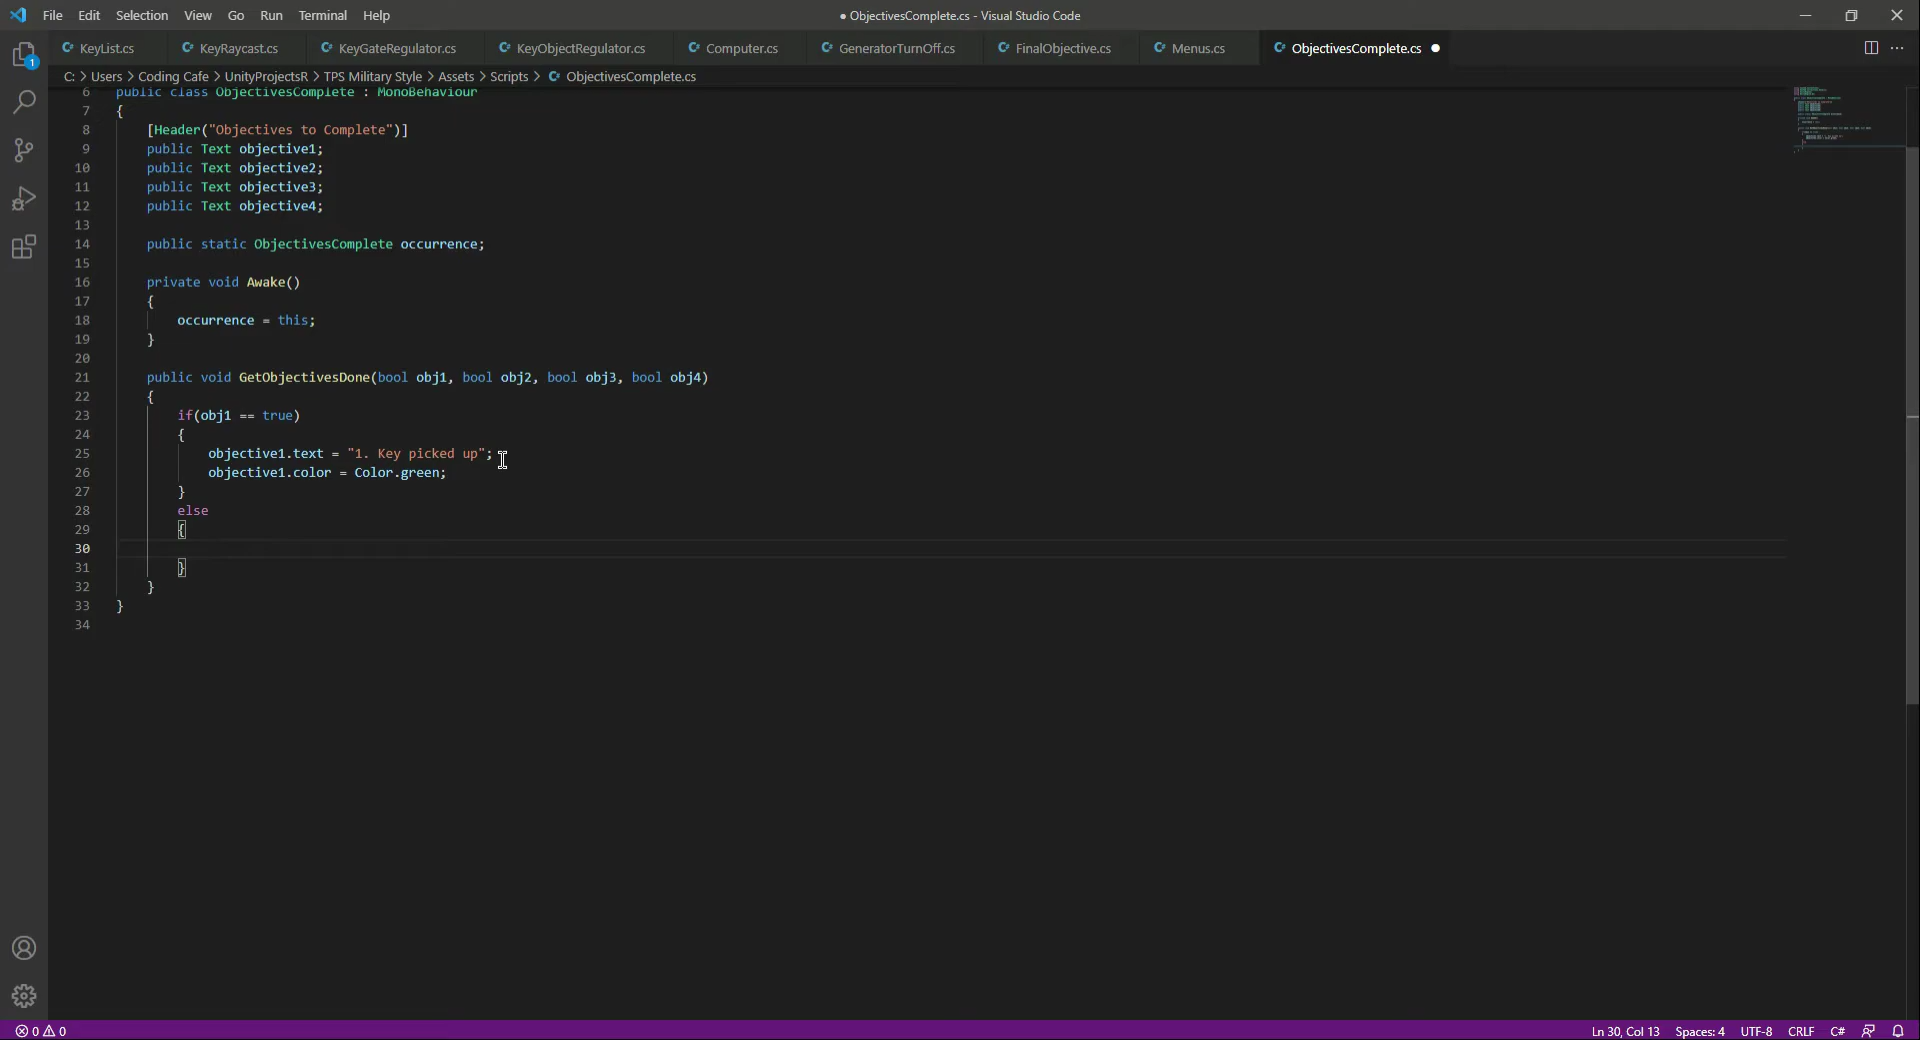 File Edit Selection View Go Run Terminal Help ● ObjectivesComplete.cs - Visual Studio Code
KeyList.cs KeyRaycast.cs KeyGateRegulator.cs KeyObjectRegulator.cs Computer.cs GeneratorTurnOff.cs FinalObjective.cs Menus.cs ObjectivesComplete.cs
C: > Users > Coding Cafe > UnityProjectsR > TPS Military Style > Assets > Scripts > ObjectivesComplete.cs
6 public class ObjectivesComplete : MonoBehaviour
7 {
8 [Header("Objectives to Complete")]
9 public Text objective1;
10 public Text objective2;
11 public Text objective3;
12 public Text objective4;
13
14 public static ObjectivesComplete occurrence;
15
16 private void Awake()
17 {
18 occurrence = this;
19 }
20
21 public void GetObjectivesDone(bool obj1, bool obj2, bool obj3, bool obj4)
22 {
23 if(obj1 == true)
24 {
25 objective1.text = "1. Key picked up";
26 objective1.color = Color.green;
27 }
28 else
29 {
30
31 }
32 }
33 }
34
1
0 0 Ln 30, Col 13 Spaces: 4 UTF-8 CRLF C#